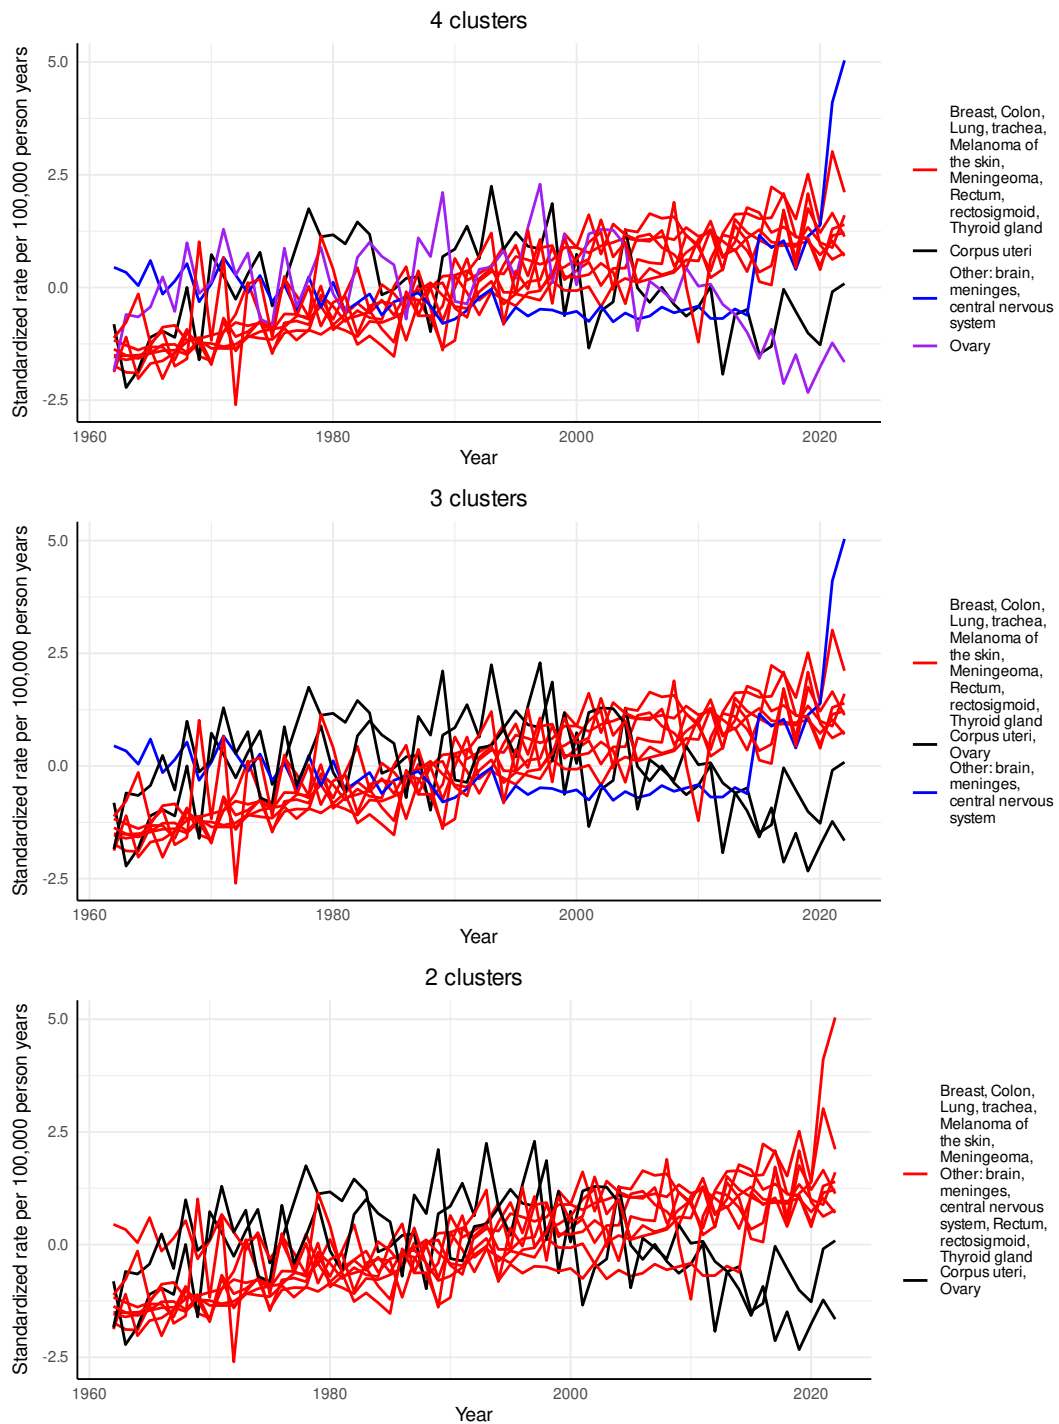 4 clusters
Standardized rate per 100,000 person years
5.0
2.5
0.0
-2.5
1960
1980
2000
2020
Year
Breast, Colon,
Lung, trachea,
Melanoma of
the skin,
Meningeoma,
Rectum,
rectosigmoid,
Thyroid gland
Corpus uteri
Other: brain,
meninges,
central nervous
system
Ovary
3 clusters
Standardized rate per 100,000 person years
5.0
2.5
0.0
-2.5
1960
1980
2000
2020
Year
Breast, Colon,
Lung, trachea,
Melanoma of
the skin,
Meningeoma,
Rectum,
rectosigmoid,
Thyroid gland
Corpus uteri,
Ovary
Other: brain,
meninges,
central nervous
system
2 clusters
Standardized rate per 100,000 person years
5.0
2.5
0.0
-2.5
1960
1980
2000
2020
Year
Breast, Colon,
Lung, trachea,
Melanoma of
the skin,
Meningeoma,
Other: brain,
meninges,
central nervous
system, Rectum,
rectosigmoid,
Thyroid gland
Corpus uteri,
Ovary